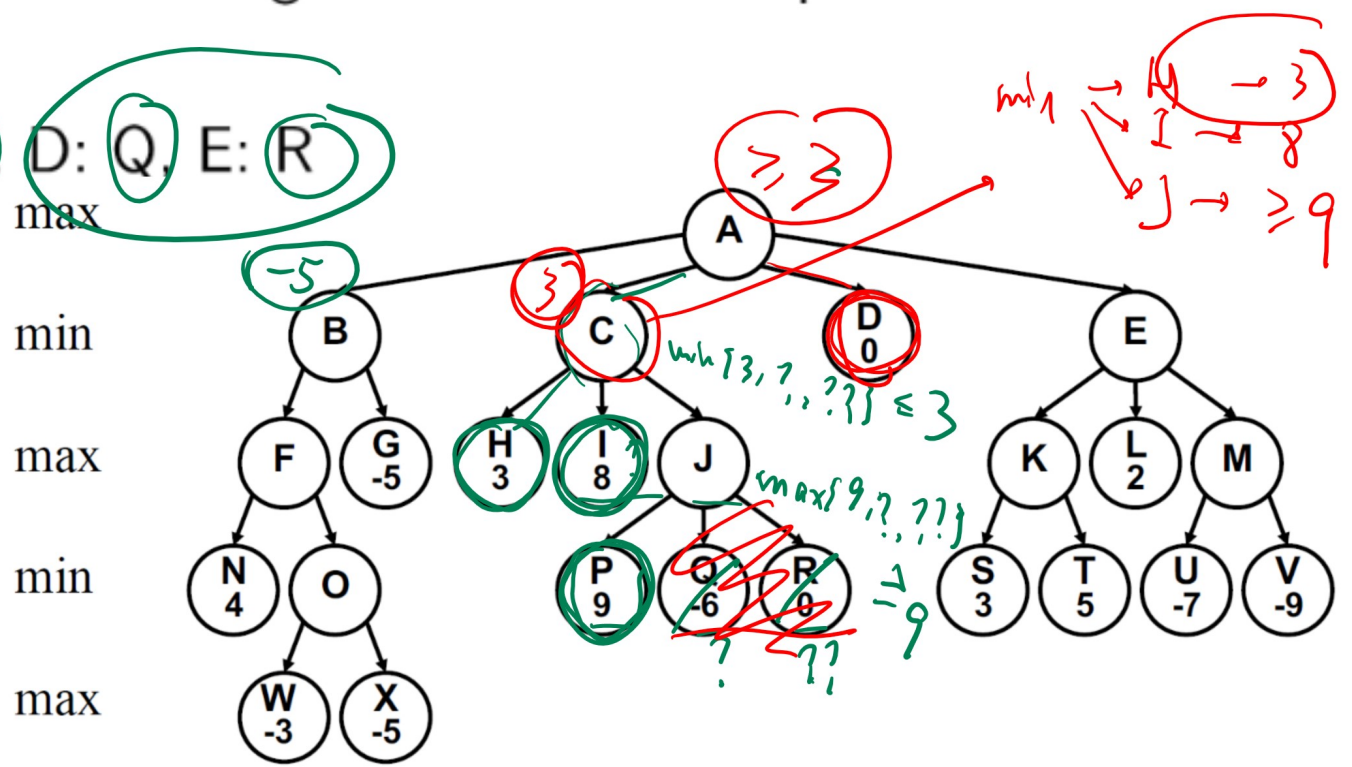 D: Q, E: R
→ 3
I → 8
J → ≥ 9
≥ 3
max
A
-5
3
min
B
C
D
0
E
min{3, ?, ??} ≤ 3
max
F
G
-5
H
3
I
8
J
K
L
2
M
max{9, ?, ??}
≥ 9
min
N
4
O
P
9
Q
-6
R
0
S
3
T
5
U
-7
V
-9
?
??
max
W
-3
X
-5